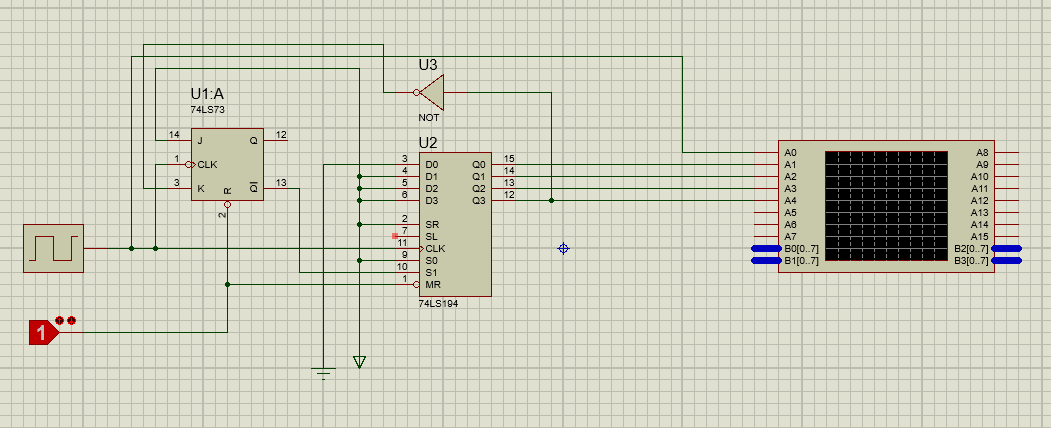 U3
NOT
U1:A
74LS73
14 J Q 12
1 CLK
3 K Q 13
R
2
U2
3 D0 Q0 15
4 D1 Q1 14
5 D2 Q2 13
6 D3 Q3 12
2 SR
7 SL
11 CLK
9 S0
10 S1
1 MR
74LS194
1
A0 A8
A1 A9
A2 A10
A3 A11
A4 A12
A5 A13
A6 A14
A7 A15
B0[0..7] B2[0..7]
B1[0..7] B3[0..7]